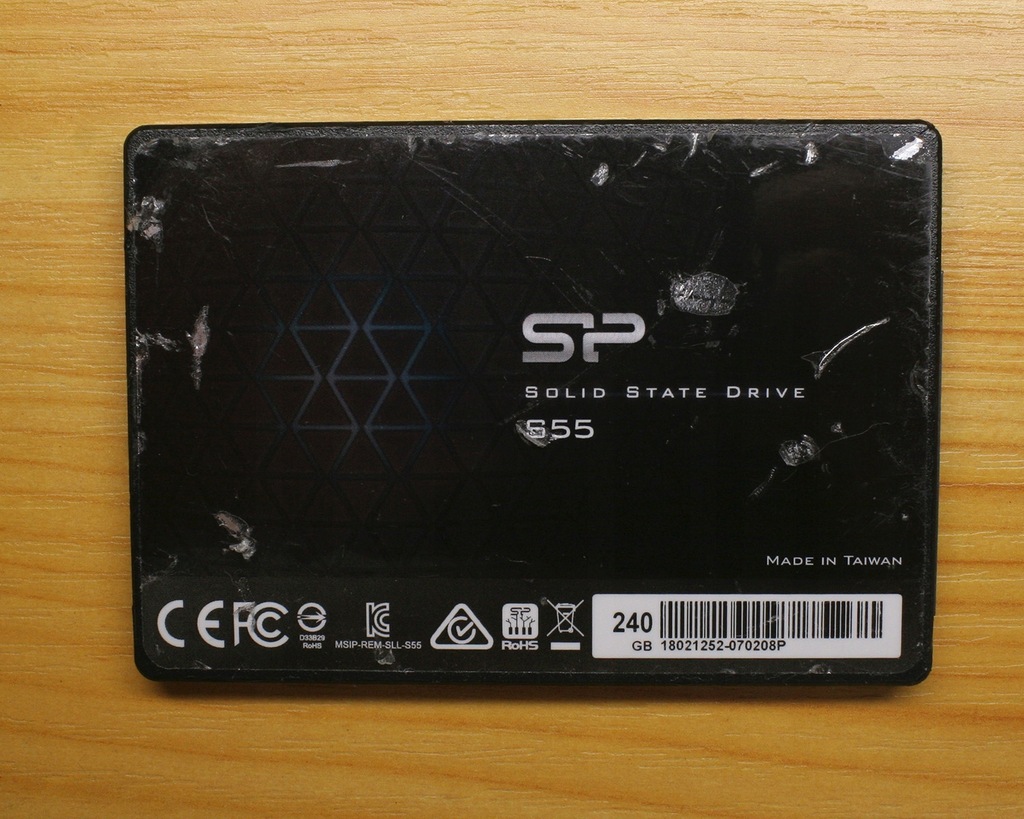 SP
SOLID STATE DRIVE
S55
MADE IN TAIWAN
CE FC D33B29 RoHS MSIP-REM-SLL-S55 SP RoHS
240 GB 18021252-070208P